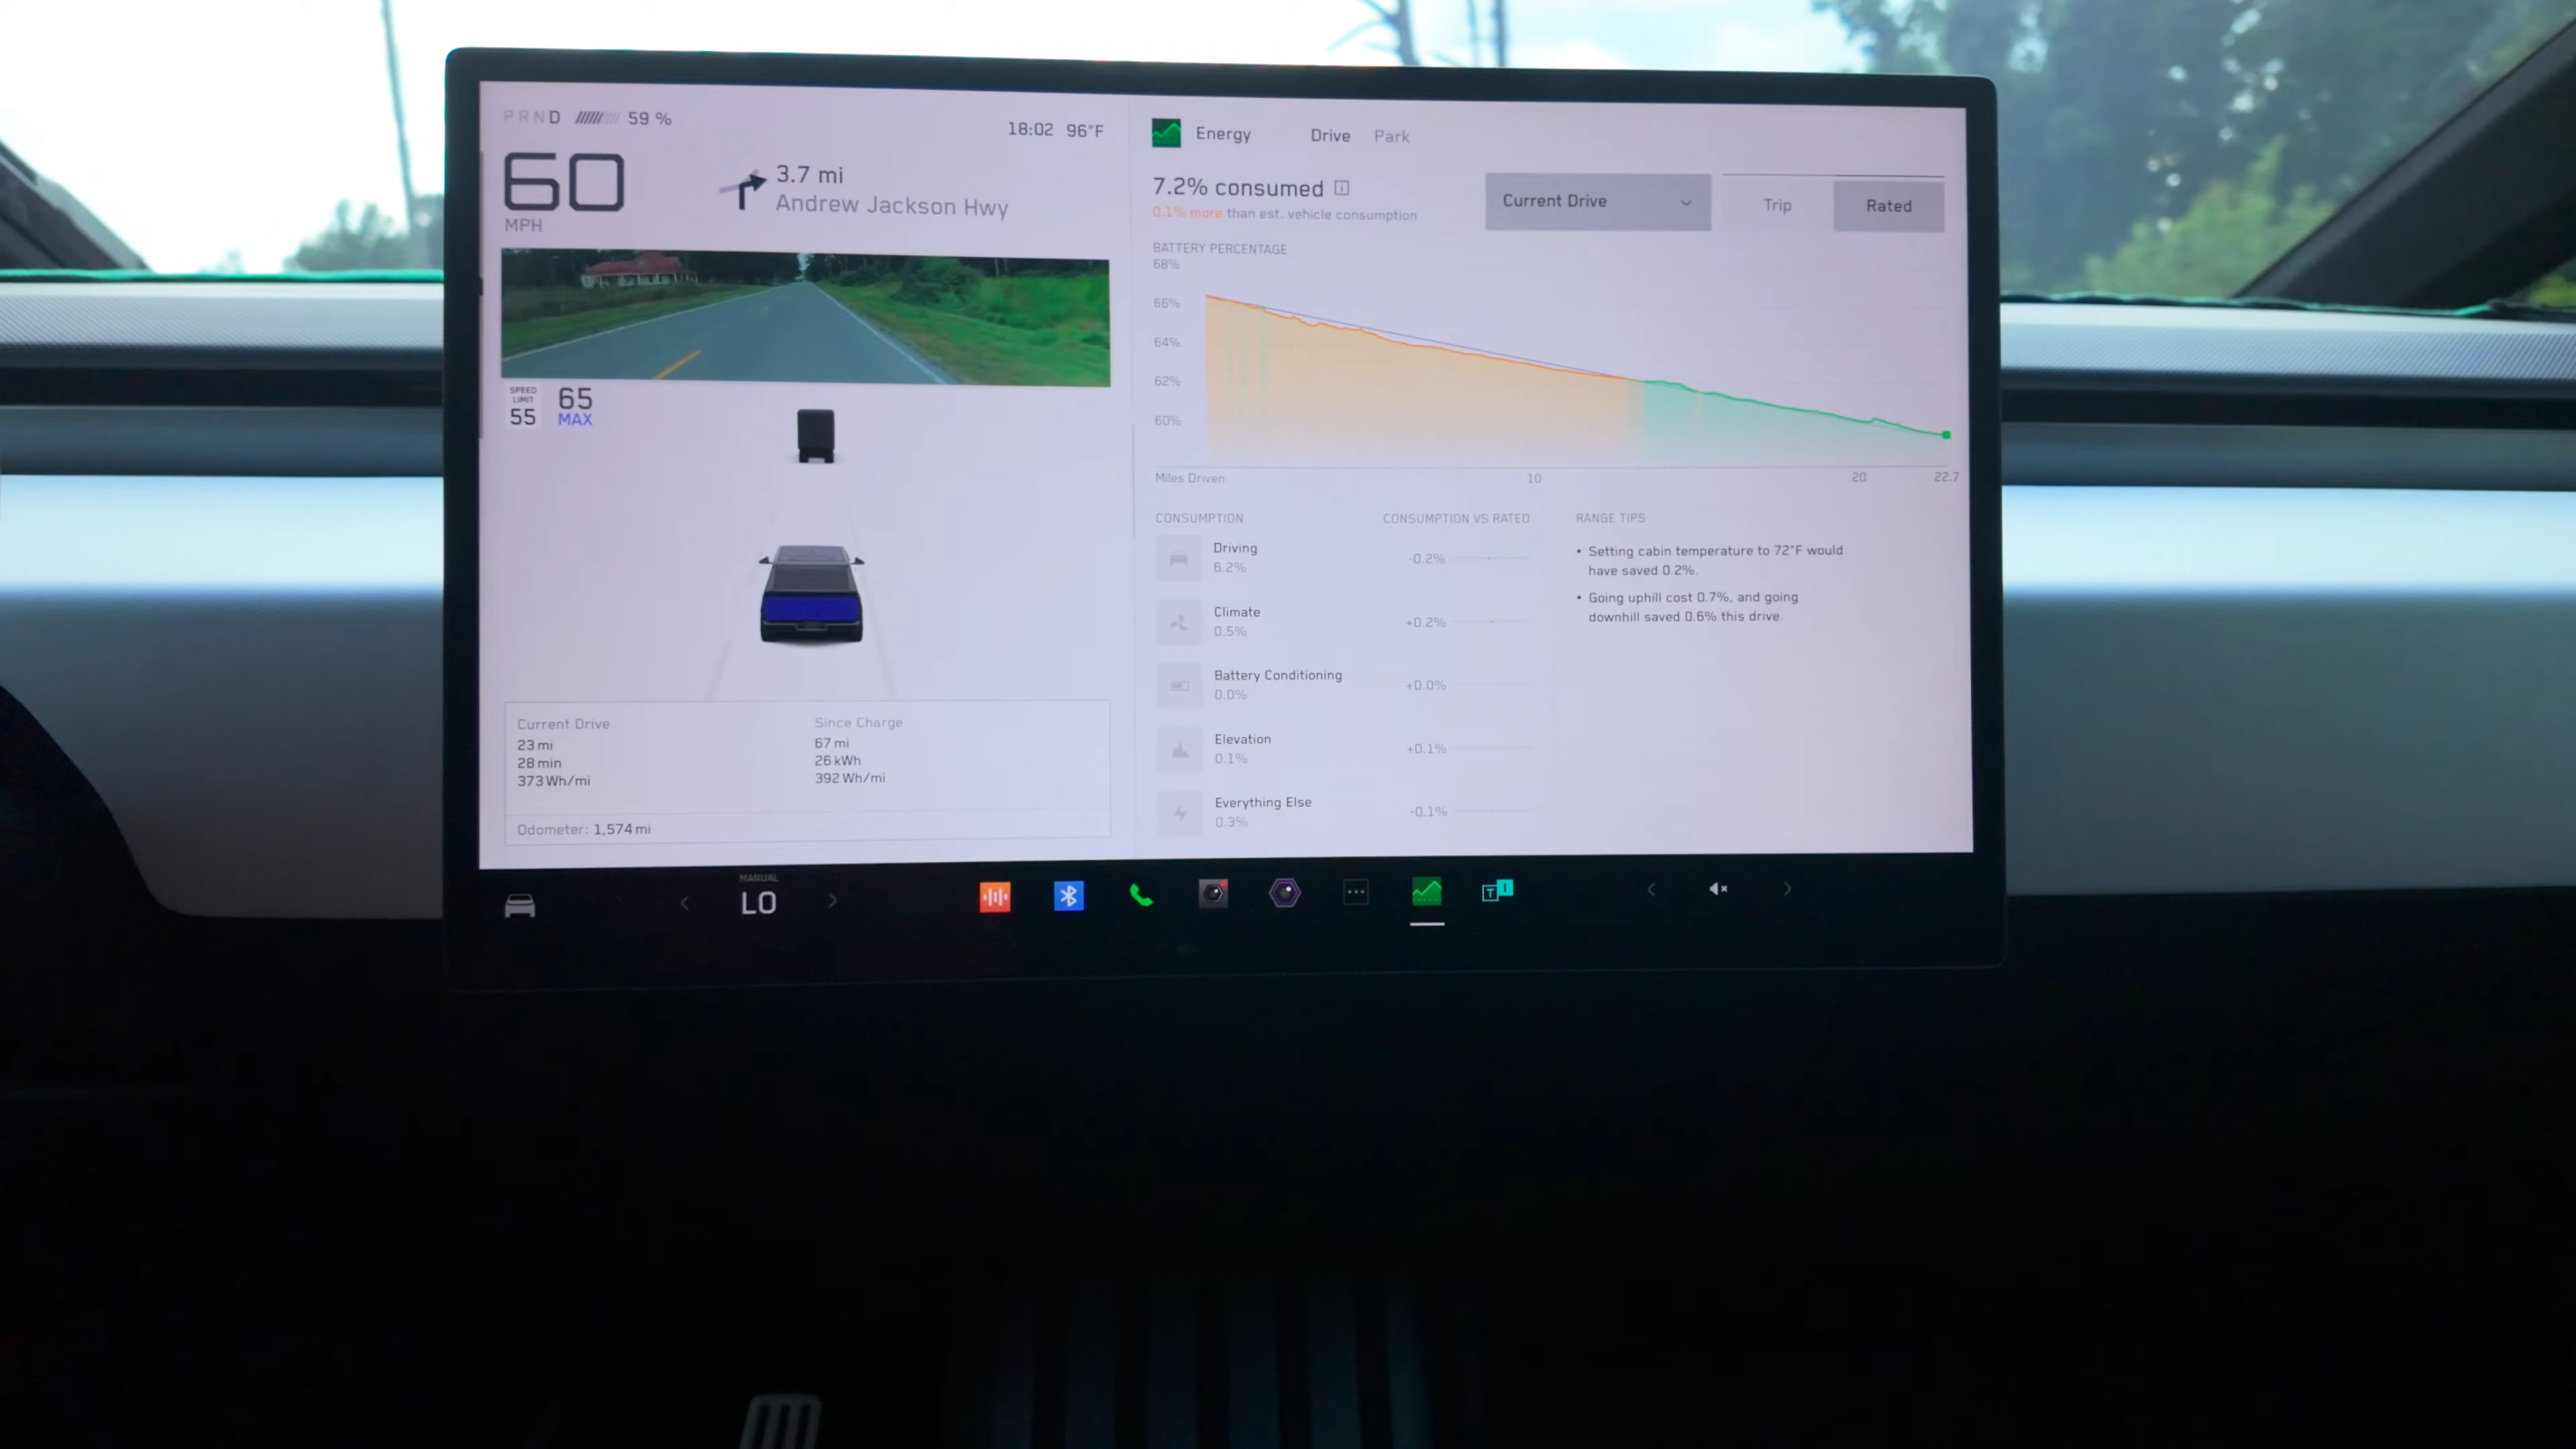 PRND 59 %
18:02 96°F
60
MPH
3.7 mi
Andrew Jackson Hwy
SPEED
LIMIT
55
65
MAX
Current Drive
23 mi
28 min
373 Wh/mi
Since Charge
67 mi
26 kWh
392 Wh/mi
Odometer: 1,574 mi
Energy Drive Park
7.2% consumed
0.1% more than est. vehicle consumption
Current Drive
Trip Rated
BATTERY PERCENTAGE
68%
66%
64%
62%
60%
Miles Driven 10 20 22.7
CONSUMPTION CONSUMPTION VS RATED
Driving
6.2% -0.2%
Climate
0.5% +0.2%
Battery Conditioning
0.0% +0.0%
Elevation
0.1% +0.1%
Everything Else
0.3% -0.1%
RANGE TIPS
• Setting cabin temperature to 72°F would
have saved 0.2%.
• Going uphill cost 0.7%, and going
downhill saved 0.6% this drive.
MANUAL
LO
T I